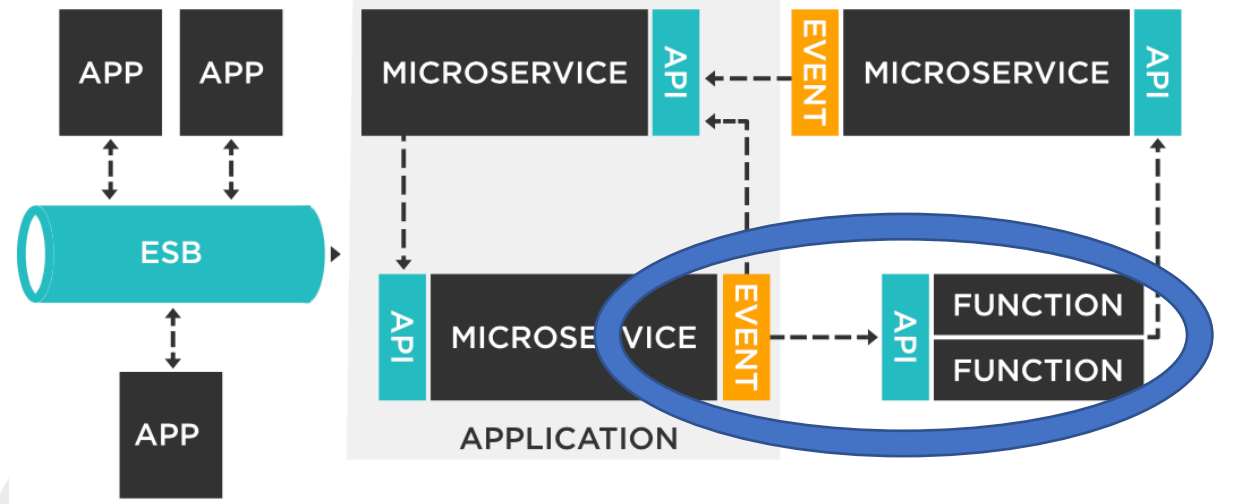 APP
APP
ESB
APP
MICROSERVICE
API
EVENT
MICROSERVICE
API
API
MICROSERVICE
EVENT
API
FUNCTION
FUNCTION
APPLICATION